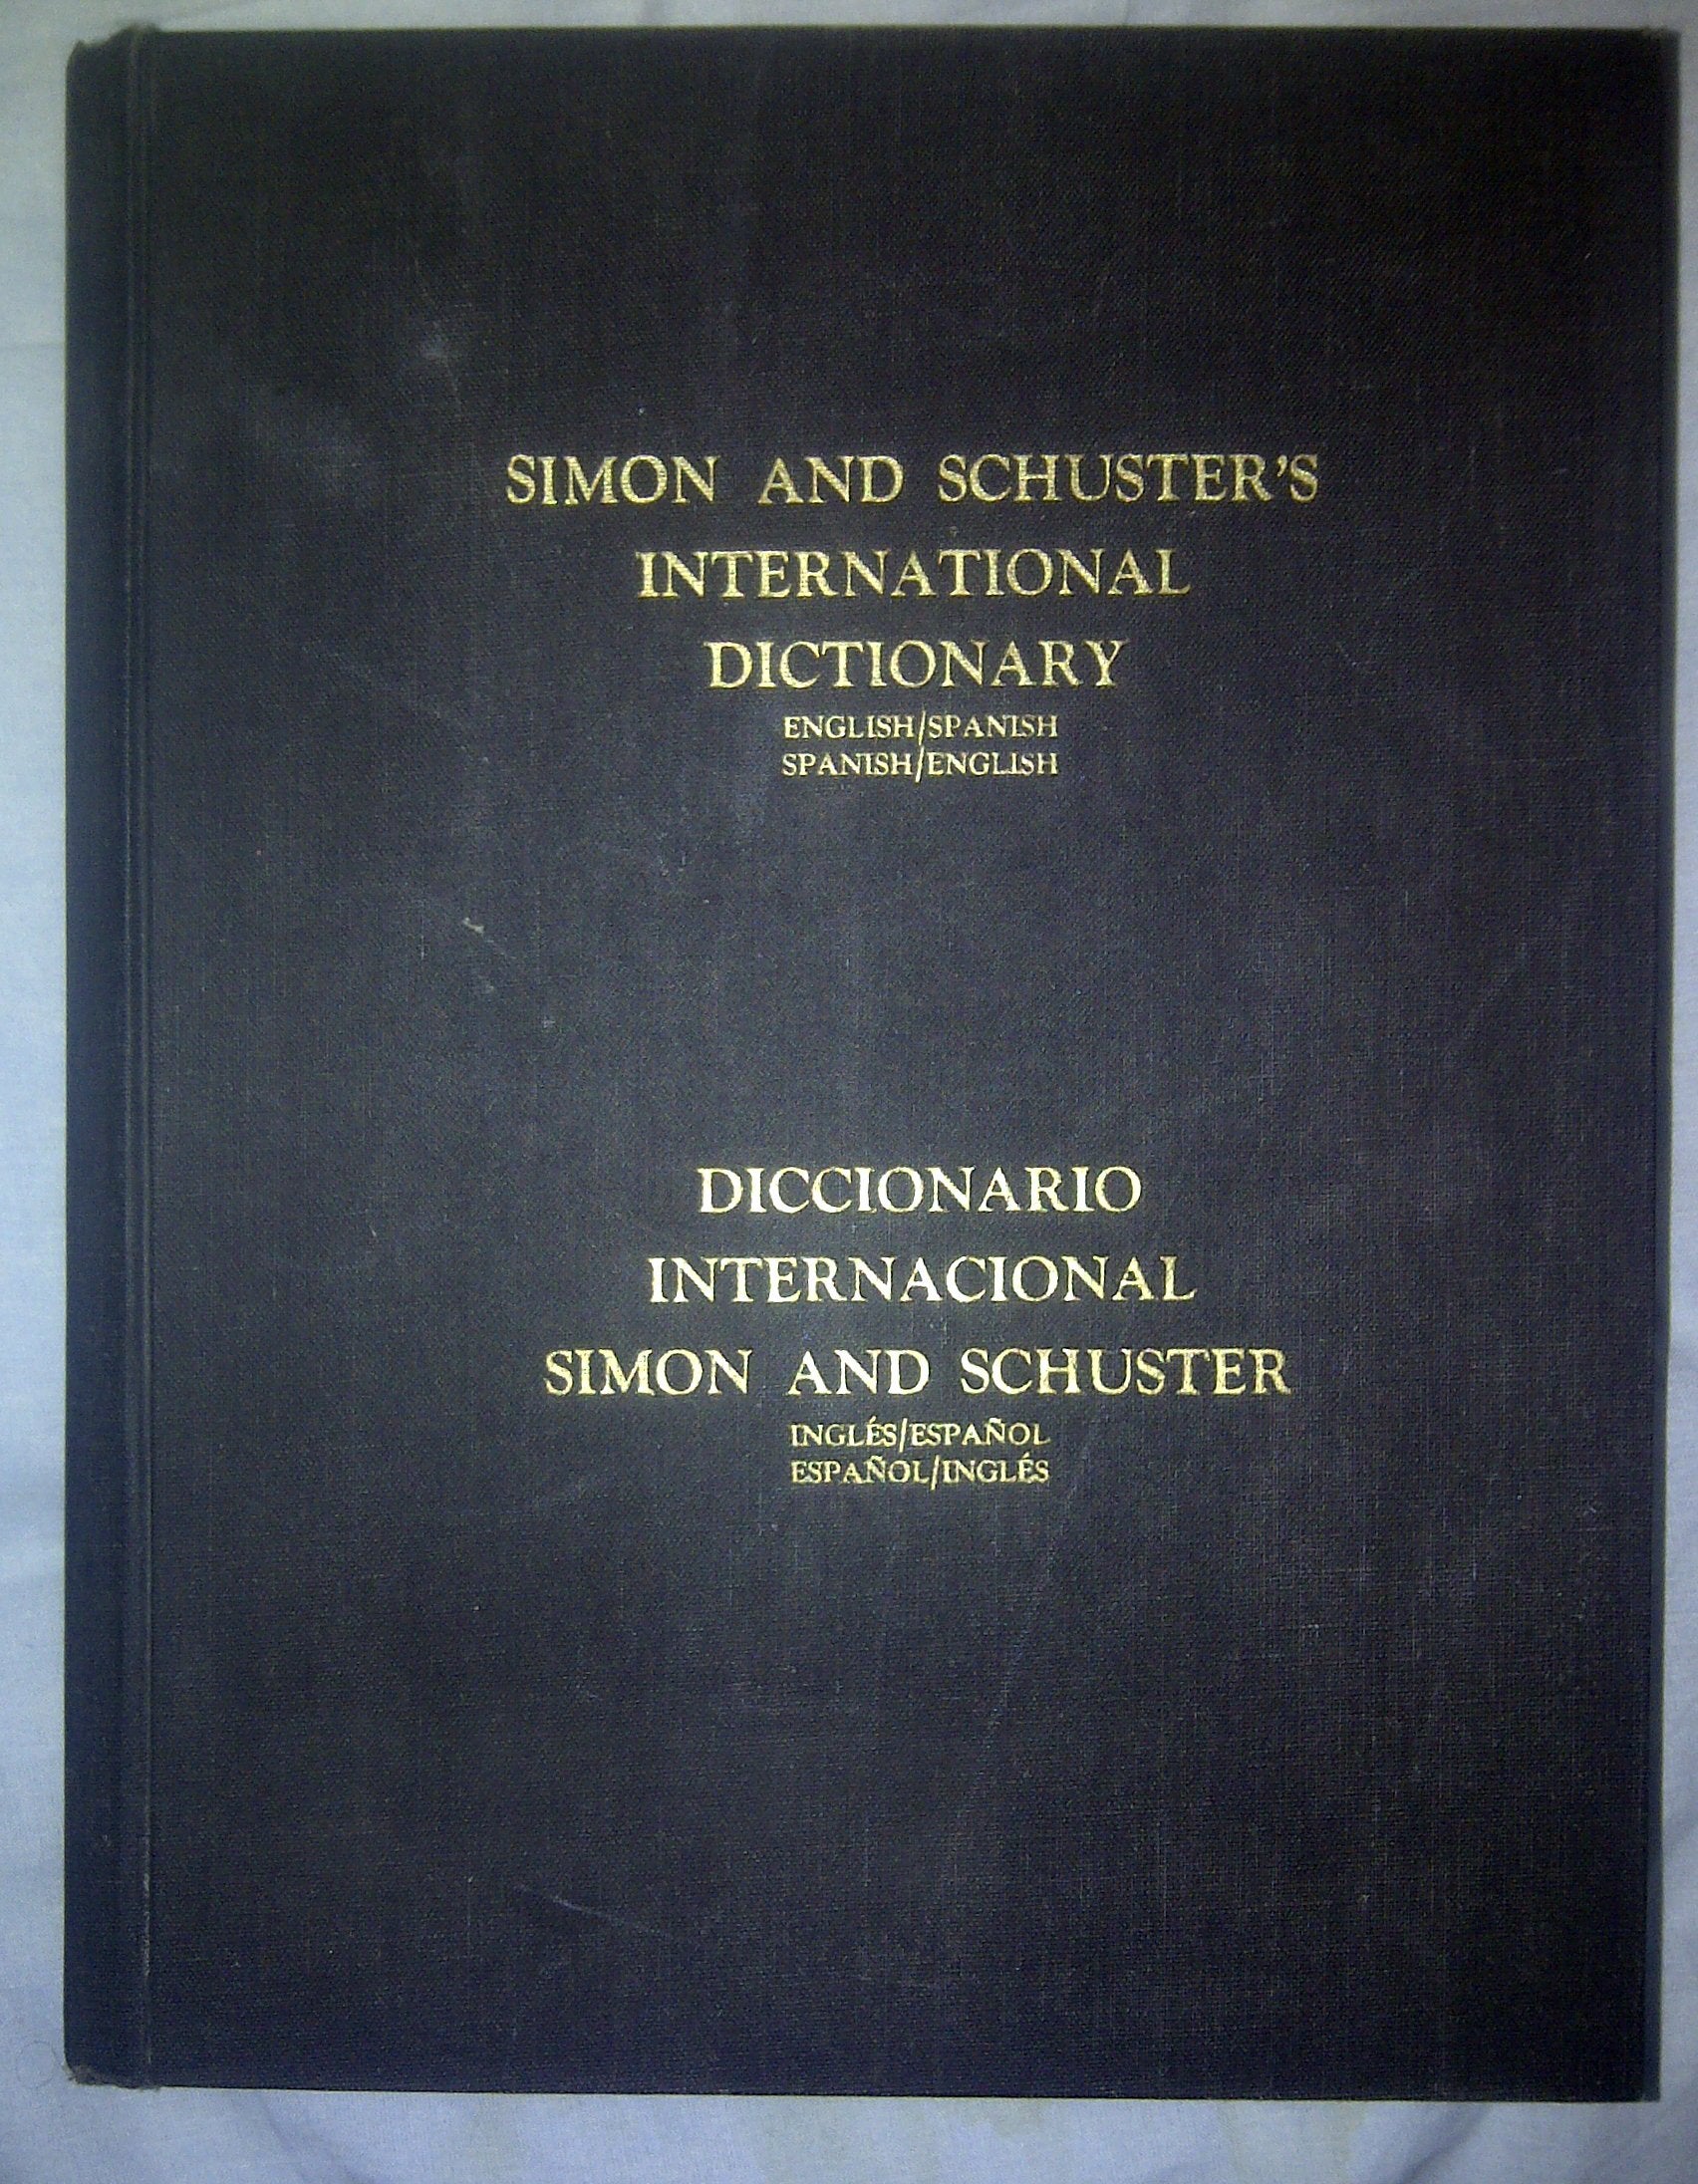 SIMON AND SCHUSTER'S
INTERNATIONAL
DICTIONARY
ENGLISH/SPANISH
SPANISH/ENGLISH
DICCIONARIO
INTERNACIONAL
SIMON AND SCHUSTER
INGLÉS/ESPAÑOL
ESPAÑOL/INGLÉS